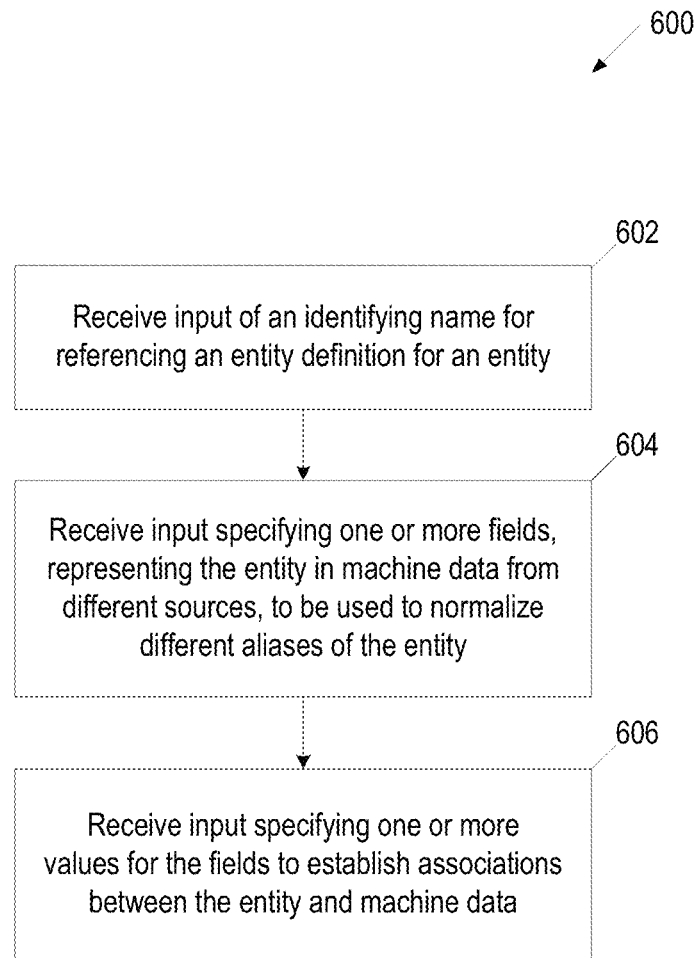 600
602
Receive input of an identifying name for
referencing an entity definition for an entity
604
Receive input specifying one or more fields,
representing the entity in machine data from
different sources, to be used to normalize
different aliases of the entity
606
Receive input specifying one or more
values for the fields to establish associations
between the entity and machine data